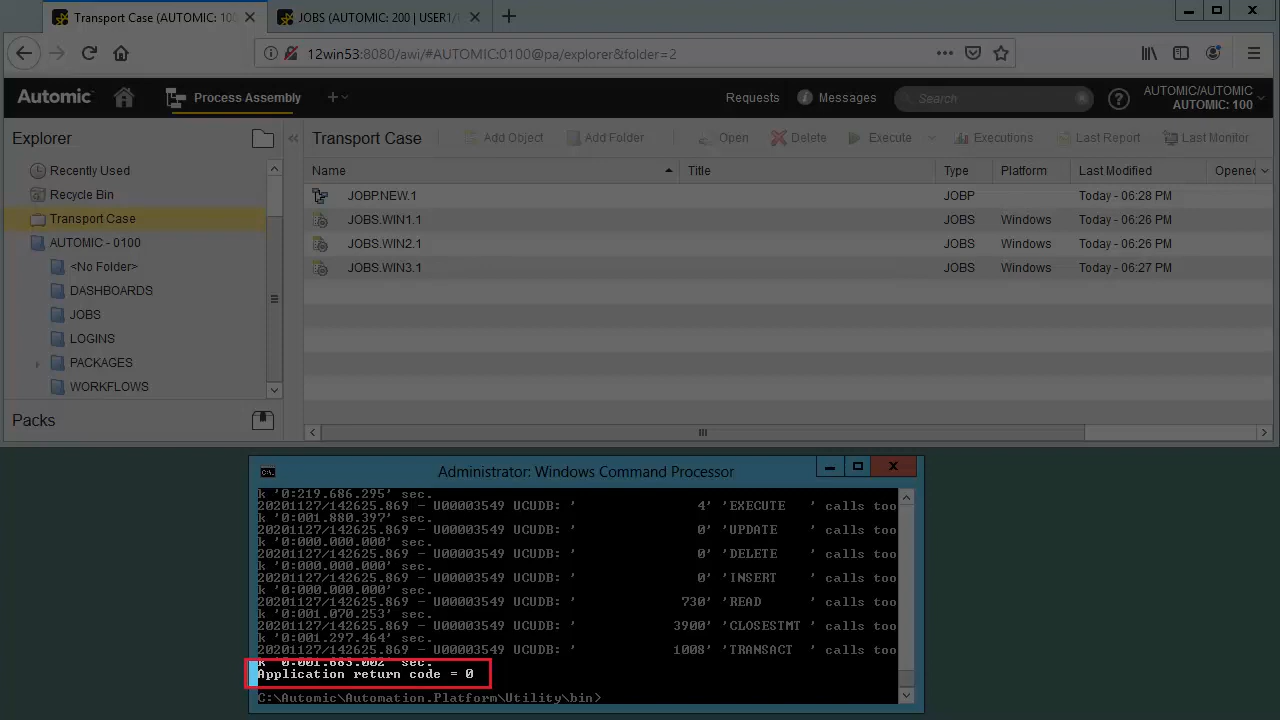 Transport Case (AUTOMIC: 100
JOBS (AUTOMIC: 200 | USER1/
12win53:8080/awi/#AUTOMIC:0100@pa/explorer&folder=2
Automic
Process Assembly
Requests
Messages
Search
AUTOMIC/AUTOMIC
AUTOMIC: 100
Explorer
Transport Case
Add Object
Add Folder
Open
Delete
Execute
Executions
Last Report
Last Monitor
Recently Used
Recycle Bin
Transport Case
AUTOMIC - 0100
<No Folder>
DASHBOARDS
JOBS
LOGINS
PACKAGES
WORKFLOWS
Packs
Name Title Type Platform Last Modified Opened
JOBP.NEW.1 JOBP Today - 06:28 PM
JOBS.WIN1.1 JOBS Windows Today - 06:26 PM
JOBS.WIN2.1 JOBS Windows Today - 06:26 PM
JOBS.WIN3.1 JOBS Windows Today - 06:27 PM
Administrator: Windows Command Processor
k '0:219.686.295' sec.
20201127/142625.869 - U00003549 UCUDB: ' 4' 'EXECUTE ' calls too
k '0:001.880.397' sec.
20201127/142625.869 - U00003549 UCUDB: ' 0' 'UPDATE ' calls too
k '0:000.000.000' sec.
20201127/142625.869 - U00003549 UCUDB: ' 0' 'DELETE ' calls too
k '0:000.000.000' sec.
20201127/142625.869 - U00003549 UCUDB: ' 0' 'INSERT ' calls too
k '0:000.000.000' sec.
20201127/142625.869 - U00003549 UCUDB: ' 730' 'READ ' calls too
k '0:001.070.253' sec.
20201127/142625.869 - U00003549 UCUDB: ' 3900' 'CLOSESTMT ' calls too
k '0:001.297.464' sec.
20201127/142625.869 - U00003549 UCUDB: ' 1008' 'TRANSACT ' calls too
k '0:001.683.002' sec.
Application return code = 0
C:\Automic\Automation.Platform\Utility\bin>